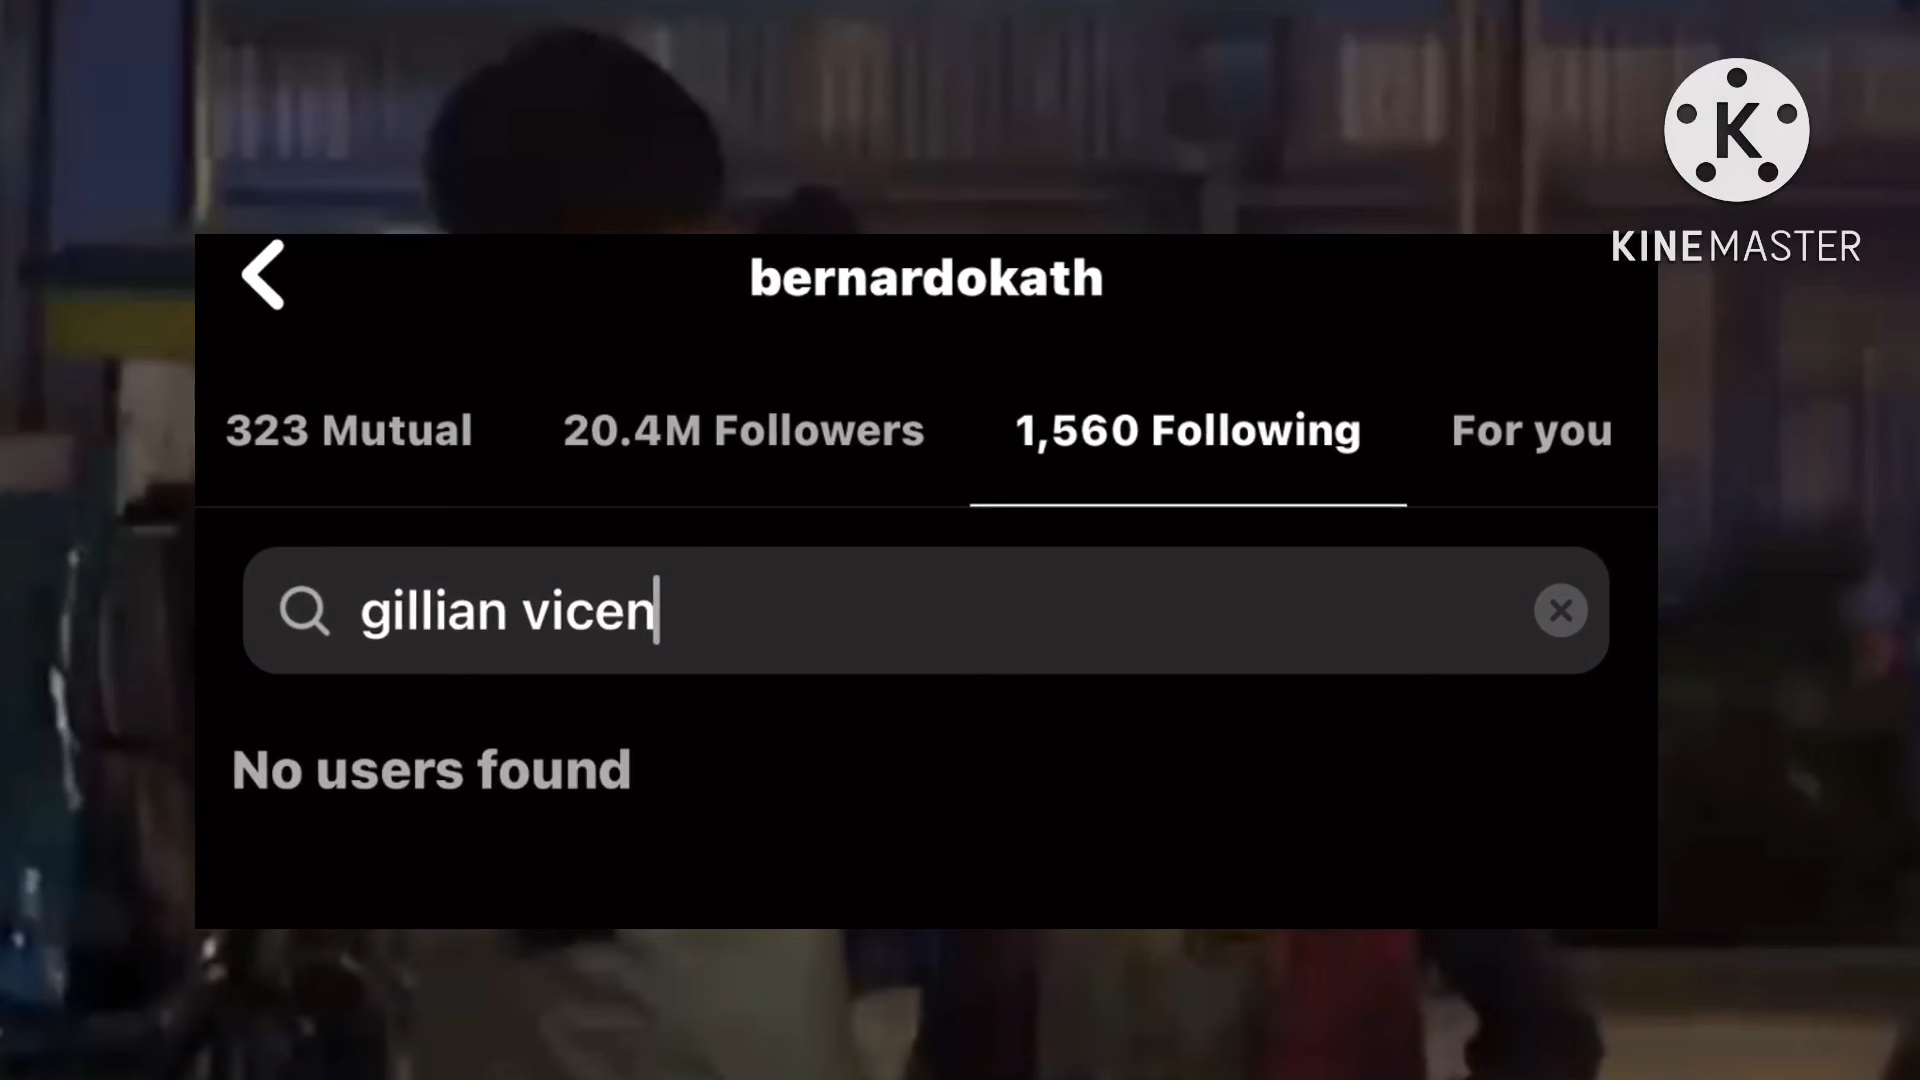 K
KINEMASTER
bernardokath
323 Mutual
20.4M Followers
1,560 Following
For you
gillian vicen
No users found